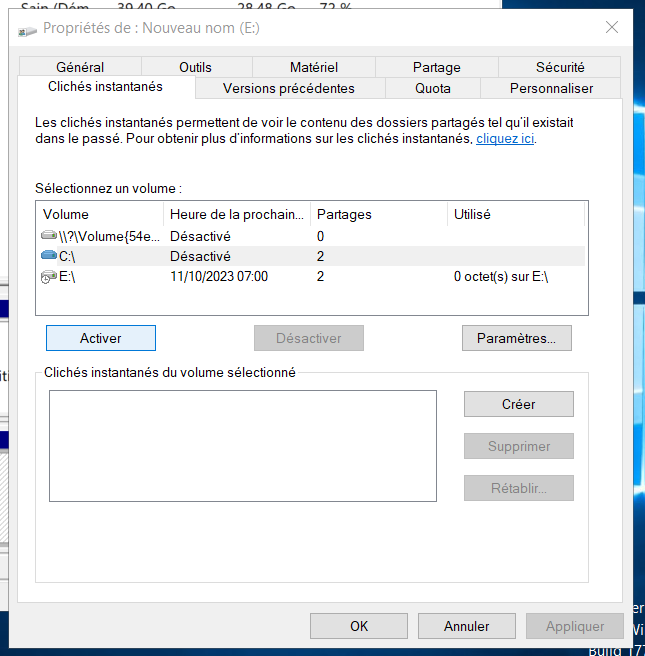 Sain (Dém 39,40 Go 28,48 Go 72 %
Propriétés de : Nouveau nom (E:)
Général Outils Matériel Partage Sécurité
Clichés instantanés Versions précédentes Quota Personnaliser
Les clichés instantanés permettent de voir le contenu des dossiers partagés tel qu'il existait
dans le passé. Pour obtenir plus d'informations sur les clichés instantanés, cliquez ici.
Sélectionnez un volume :
Volume Heure de la prochain... Partages Utilisé
\\?\Volume{54e... Désactivé 0
C:\ Désactivé 2
E:\ 11/10/2023 07:00 2 0 octet(s) sur E:\
Activer Désactiver Paramètres...
Clichés instantanés du volume sélectionné
Créer
Supprimer
Rétablir...
OK Annuler Appliquer
Build 177